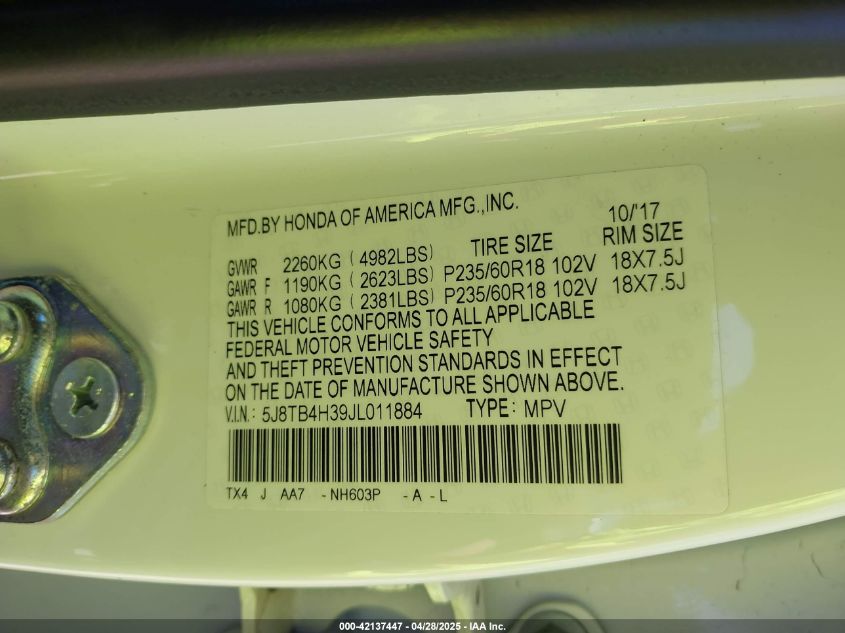 MFD.BY HONDA OF AMERICA MFG.,INC. 10/'17
TIRE SIZE RIM SIZE
GVWR 2260KG ( 4982LBS)
GAWR F 1190KG ( 2623LBS) P235/60R18 102V 18X7.5J
GAWR R 1080KG ( 2381LBS) P235/60R18 102V 18X7.5J
THIS VEHICLE CONFORMS TO ALL APPLICABLE
FEDERAL MOTOR VEHICLE SAFETY
AND THEFT PREVENTION STANDARDS IN EFFECT
ON THE DATE OF MANUFACTURE SHOWN ABOVE.
V.I.N.: 5J8TB4H39JL011884 TYPE: MPV
TX4 J AA7 -NH603P -A-L
000-42137447 - 04/28/2025 - IAA Inc.